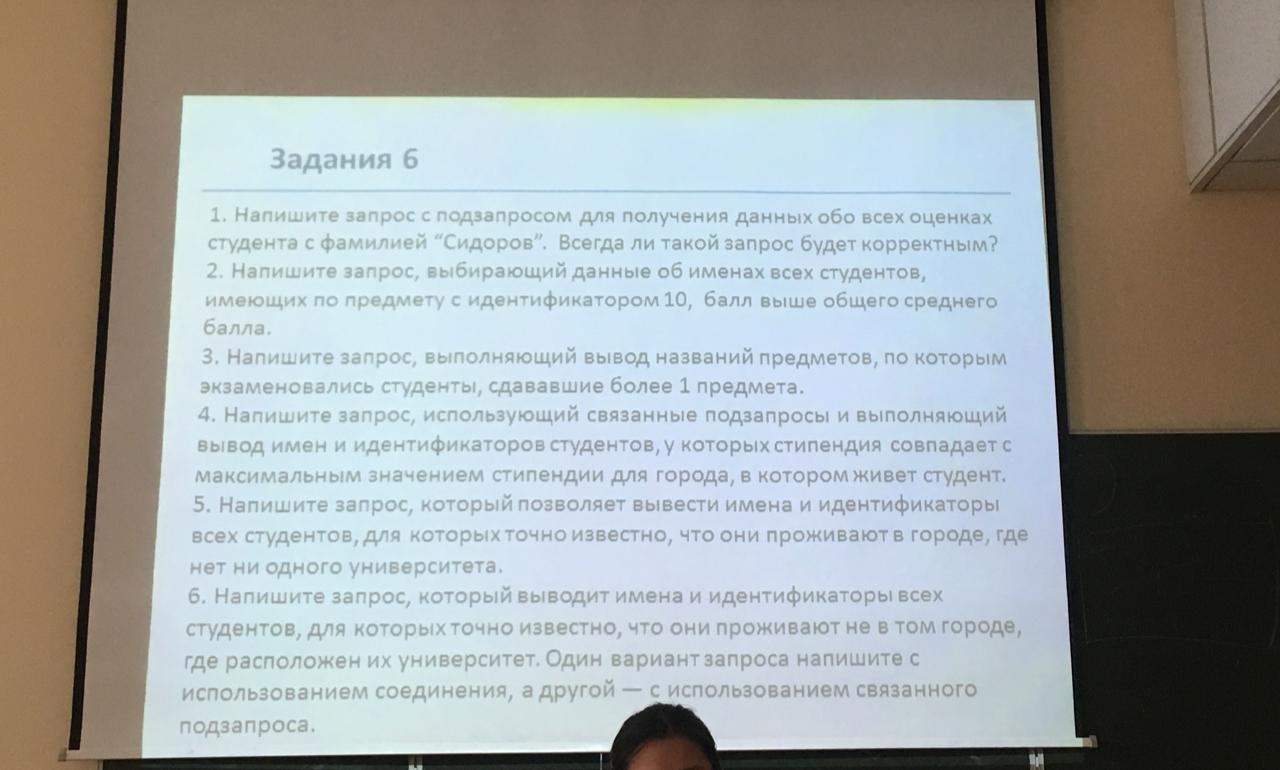 Задания 6
1. Напишите запрос с подзапросом для получения данных обо всех оценках
студента с фамилией “Сидоров”. Всегда ли такой запрос будет корректным?
2. Напишите запрос, выбирающий данные об именах всех студентов,
имеющих по предмету с идентификатором 10, балл выше общего среднего
балла.
3. Напишите запрос, выполняющий вывод названий предметов, по которым
экзаменовались студенты, сдававшие более 1 предмета.
4. Напишите запрос, использующий связанные подзапросы и выполняющий
вывод имен и идентификаторов студентов, у которых стипендия совпадает с
максимальным значением стипендии для города, в котором живет студент.
5. Напишите запрос, который позволяет вывести имена и идентификаторы
всех студентов, для которых точно известно, что они проживают в городе, где
нет ни одного университета.
6. Напишите запрос, который выводит имена и идентификаторы всех
студентов, для которых точно известно, что они проживают не в том городе,
где расположен их университет. Один вариант запроса напишите с
использованием соединения, а другой — с использованием связанного
подзапроса.